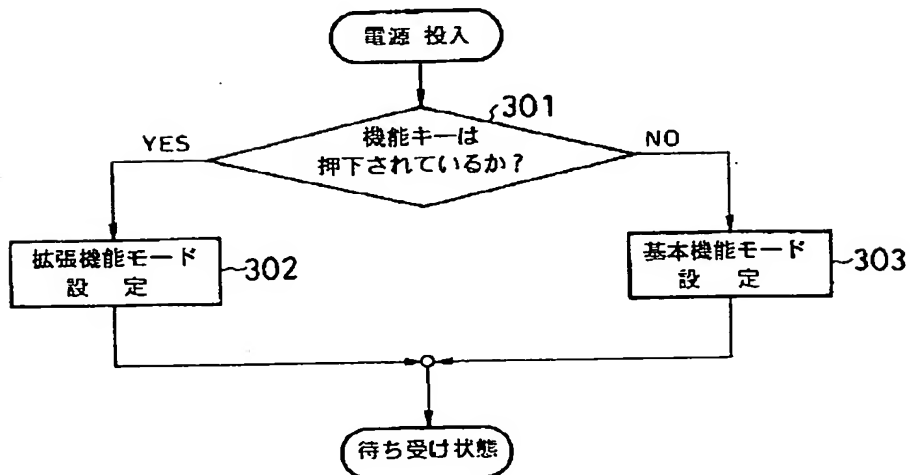 電源 投入
301
機能キーは
押下されているか？
YES
NO
拡張機能モード
設 定
302
基本機能モード
設 定
303
待ち受け状態